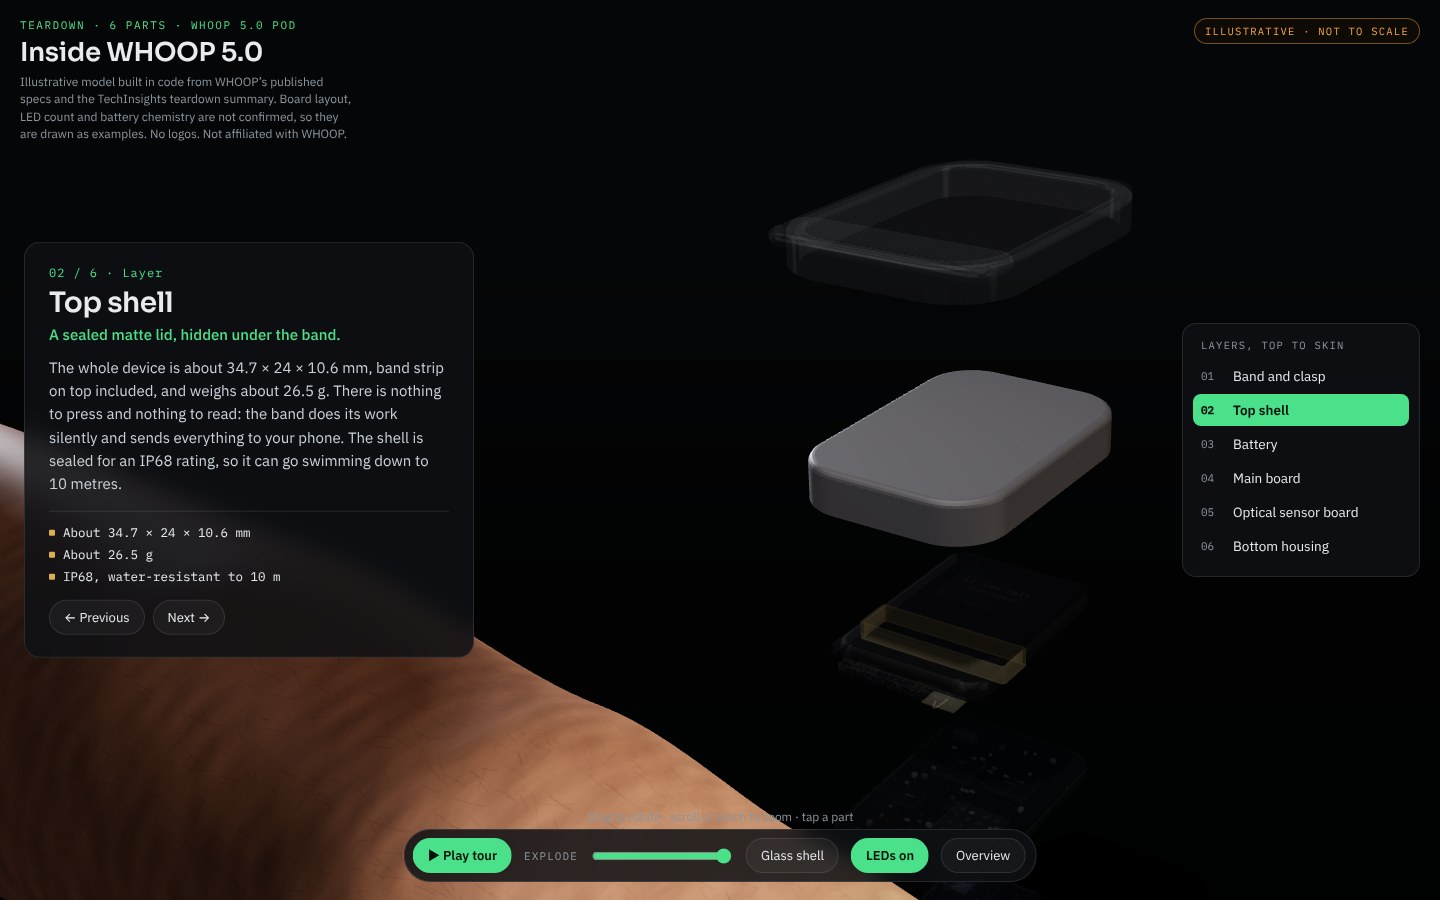 TEARDOWN · 6 PARTS · WHOOP 5.0 POD
Inside WHOOP 5.0
Illustrative model built in code from WHOOP’s published
specs and the TechInsights teardown summary. Board layout,
LED count and battery chemistry are not confirmed, so they
are drawn as examples. No logos. Not affiliated with WHOOP.
ILLUSTRATIVE · NOT TO SCALE
02 / 6 · Layer
Top shell
A sealed matte lid, hidden under the band.
The whole device is about 34.7 × 24 × 10.6 mm, band strip
on top included, and weighs about 26.5 g. There is nothing
to press and nothing to read: the band does its work
silently and sends everything to your phone. The shell is
sealed for an IP68 rating, so it can go swimming down to
10 metres.
About 34.7 × 24 × 10.6 mm
About 26.5 g
IP68, water-resistant to 10 m
← Previous
Next →
LAYERS, TOP TO SKIN
01 Band and clasp
02 Top shell
03 Battery
04 Main board
05 Optical sensor board
06 Bottom housing
· tap a part
▶ Play tour
EXPLODE
Glass shell
LEDs on
Overview